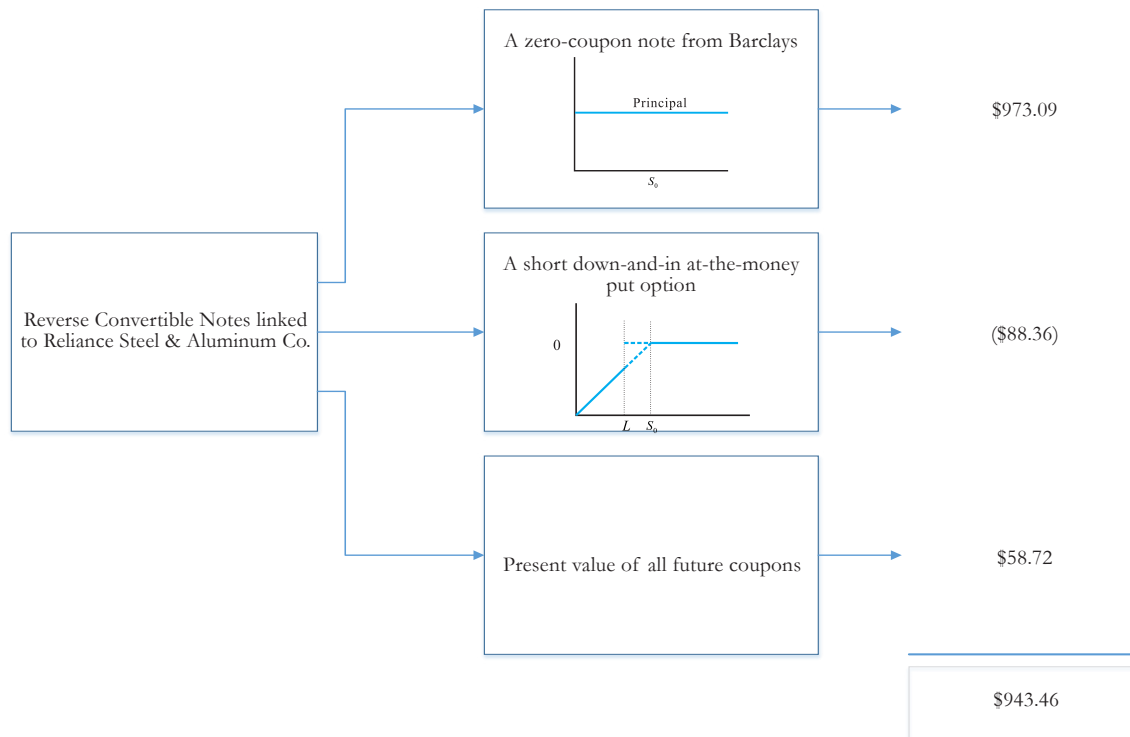 A zero-coupon note from Barclays
Principal
S₀
$973.09
Reverse Convertible Notes linked
to Reliance Steel & Aluminum Co.
A short down-and-in at-the-money
put option
0
L S₀
($88.36)
Present value of all future coupons
$58.72
$943.46